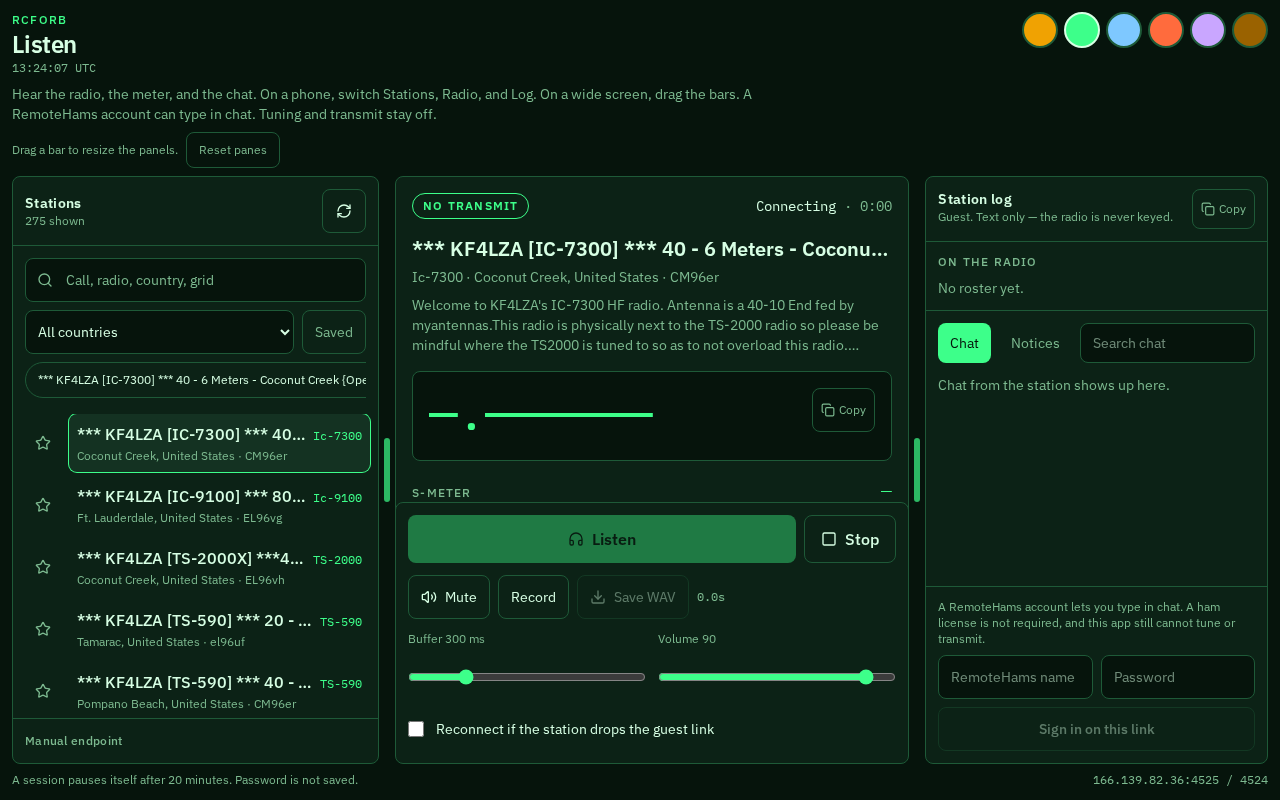 RCFORB
Listen
13:24:07 UTC
Hear the radio, the meter, and the chat. On a phone, switch Stations, Radio, and Log. On a wide screen, drag the bars. A
RemoteHams account can type in chat. Tuning and transmit stay off.
Drag a bar to resize the panels.
Reset panes
Stations
275 shown
Call, radio, country, grid
All countries
Saved
*** KF4LZA [IC-7300] *** 40 - 6 Meters - Coconut Creek {Ope
*** KF4LZA [IC-7300] *** 40... Ic-7300
Coconut Creek, United States · CM96er
*** KF4LZA [IC-9100] *** 80... Ic-9100
Ft. Lauderdale, United States · EL96vg
*** KF4LZA [TS-2000X] ***4... TS-2000
Coconut Creek, United States · EL96vh
*** KF4LZA [TS-590] *** 20 - ... TS-590
Tamarac, United States · el96uf
*** KF4LZA [TS-590] *** 40 - ... TS-590
Pompano Beach, United States · CM96er
Manual endpoint
NO TRANSMIT
Connecting · 0:00
*** KF4LZA [IC-7300] *** 40 - 6 Meters - Coconu...
Ic-7300 · Coconut Creek, United States · CM96er
Welcome to KF4LZA's IC-7300 HF radio. Antenna is a 40-10 End fed by
myantennas.This radio is physically next to the TS-2000 radio so please be
mindful where the TS2000 is tuned to so as to not overload this radio....
—.———
Copy
S-METER —
Listen
Stop
Mute
Record
Save WAV
0.0s
Buffer 300 ms
Volume 90
Reconnect if the station drops the guest link
Station log
Guest. Text only — the radio is never keyed.
Copy
ON THE RADIO
No roster yet.
Chat
Notices
Search chat
Chat from the station shows up here.
A RemoteHams account lets you type in chat. A ham
license is not required, and this app still cannot tune or
transmit.
RemoteHams name
Password
Sign in on this link
A session pauses itself after 20 minutes. Password is not saved.
166.139.82.36:4525 / 4524